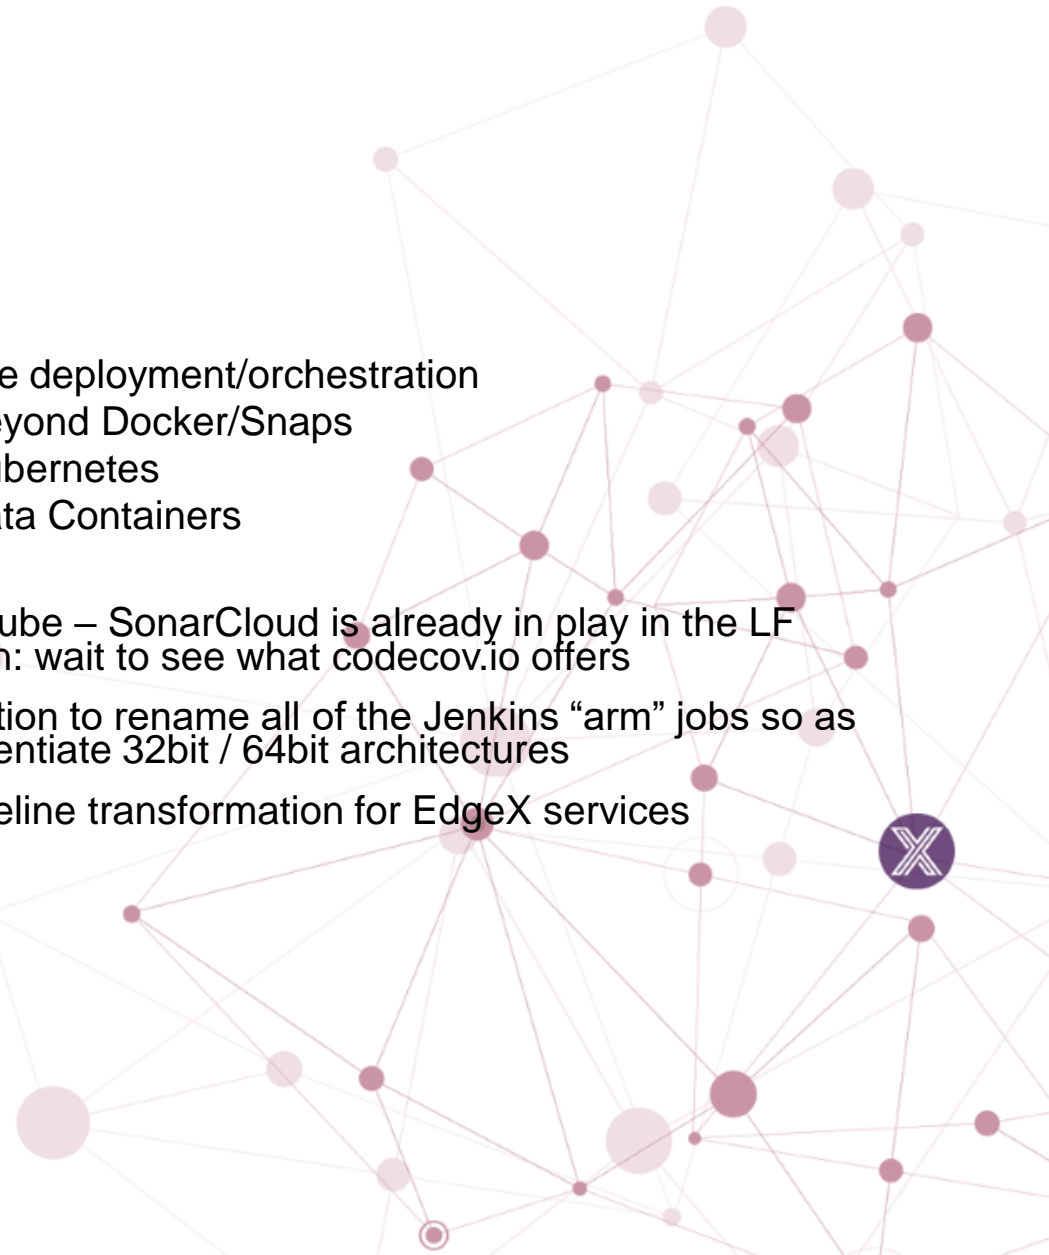 e deployment/orchestration
eyond Docker/Snaps
ubernetes
ata Containers
ube – SonarCloud is already in play in the LF
n: wait to see what codecov.io offers
tion to rename all of the Jenkins “arm” jobs so as
entiate 32bit / 64bit architectures
eline transformation for EdgeX services